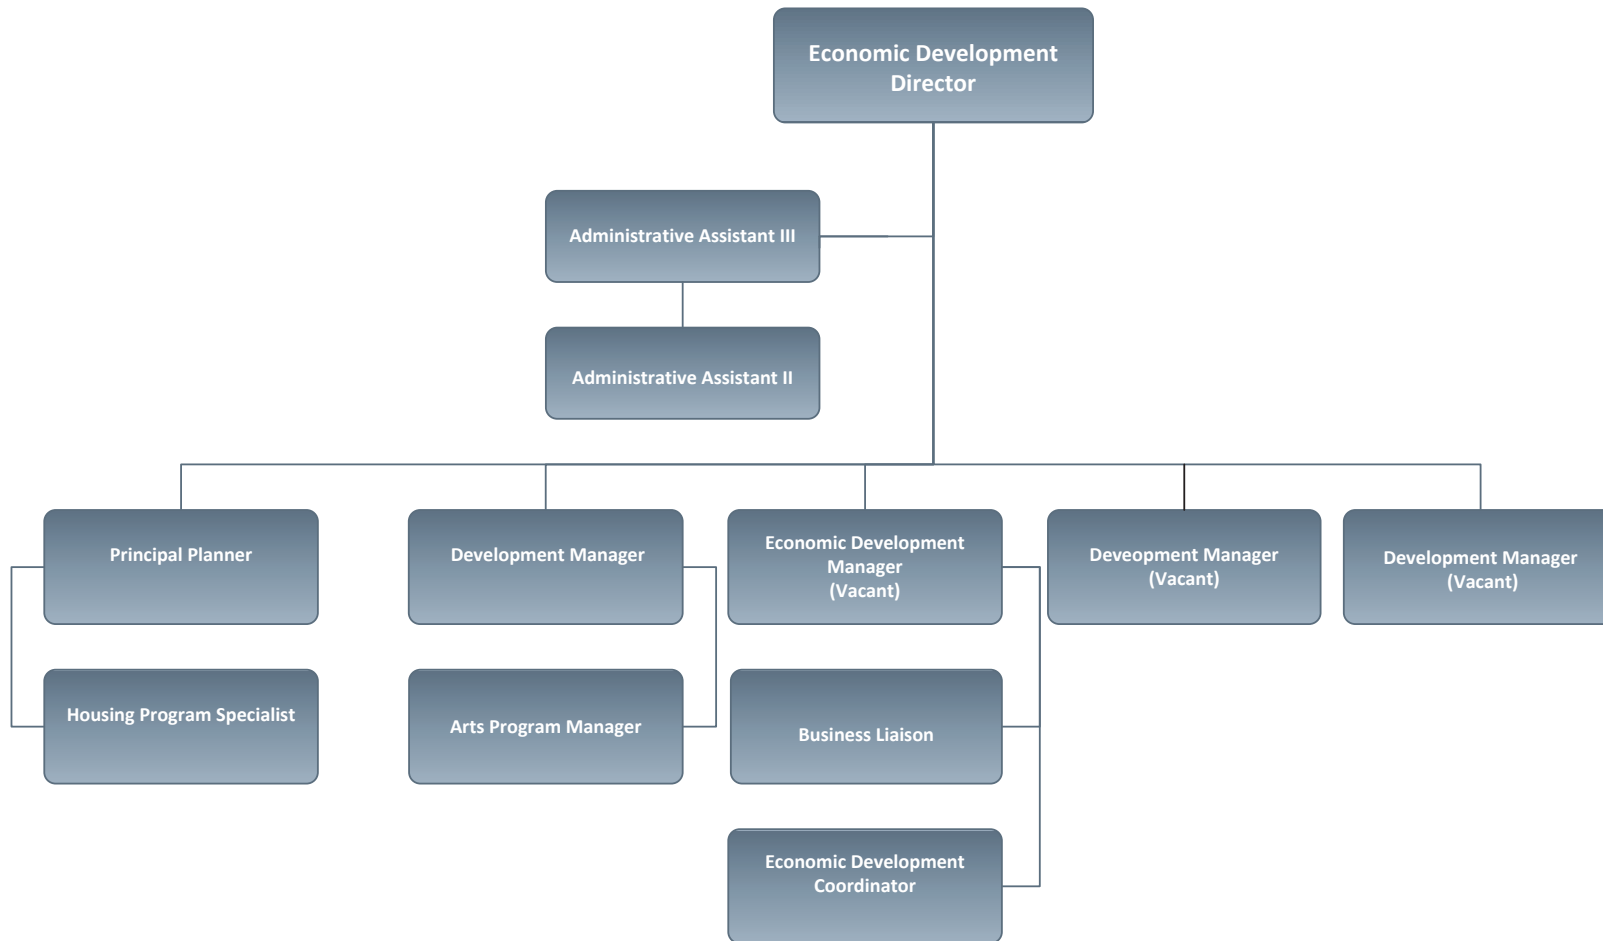 Economic Development
Director
Administrative Assistant III
Administrative Assistant II
Principal Planner
Development Manager
Economic Development
Manager
(Vacant)
Deveopment Manager
(Vacant)
Development Manager
(Vacant)
Housing Program Specialist
Arts Program Manager
Business Liaison
Economic Development
Coordinator